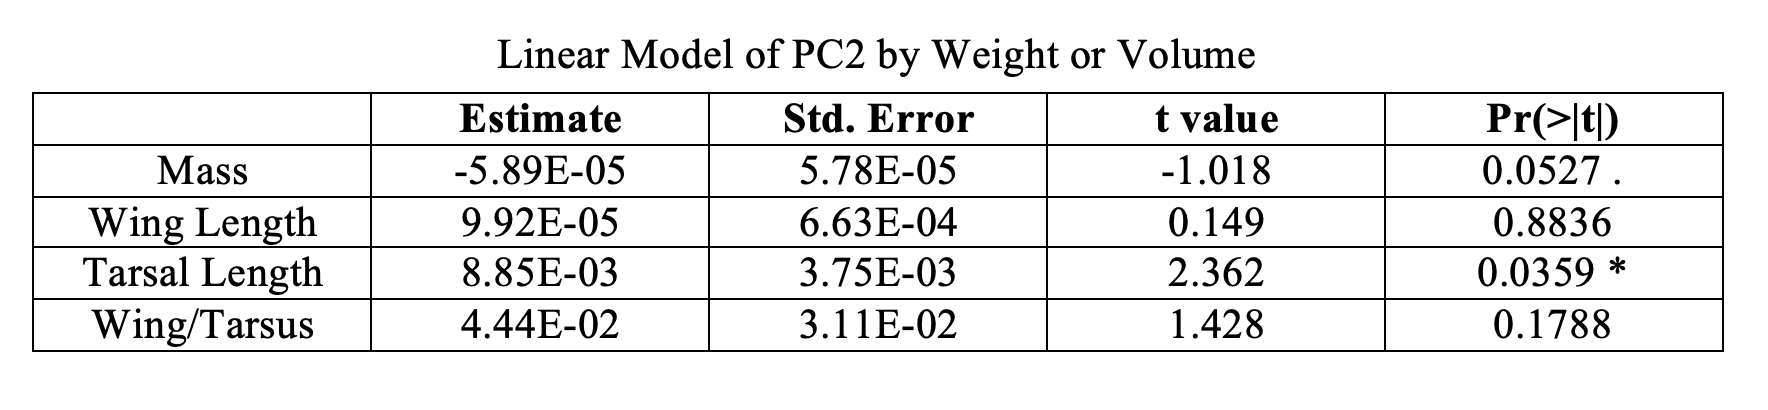 Linear Model of PC2 by Weight or Volume
Estimate Std. Error t value Pr(>|t|)
Mass -5.89E-05 5.78E-05 -1.018 0.0527 .
Wing Length 9.92E-05 6.63E-04 0.149 0.8836
Tarsal Length 8.85E-03 3.75E-03 2.362 0.0359 *
Wing/Tarsus 4.44E-02 3.11E-02 1.428 0.1788